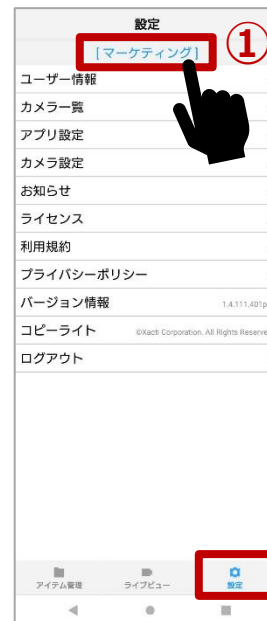 設定
[マーケティング]
①
ユーザー情報
カメラ一覧
アプリ設定
カメラ設定
お知らせ
ライセンス
利用規約
プライバシーポリシー
バージョン情報 1.4.111.401p
コピーライト ©Xacti Corporation. All Rights Reserve
ログアウト
アイテム管理 ライブビュー 設定